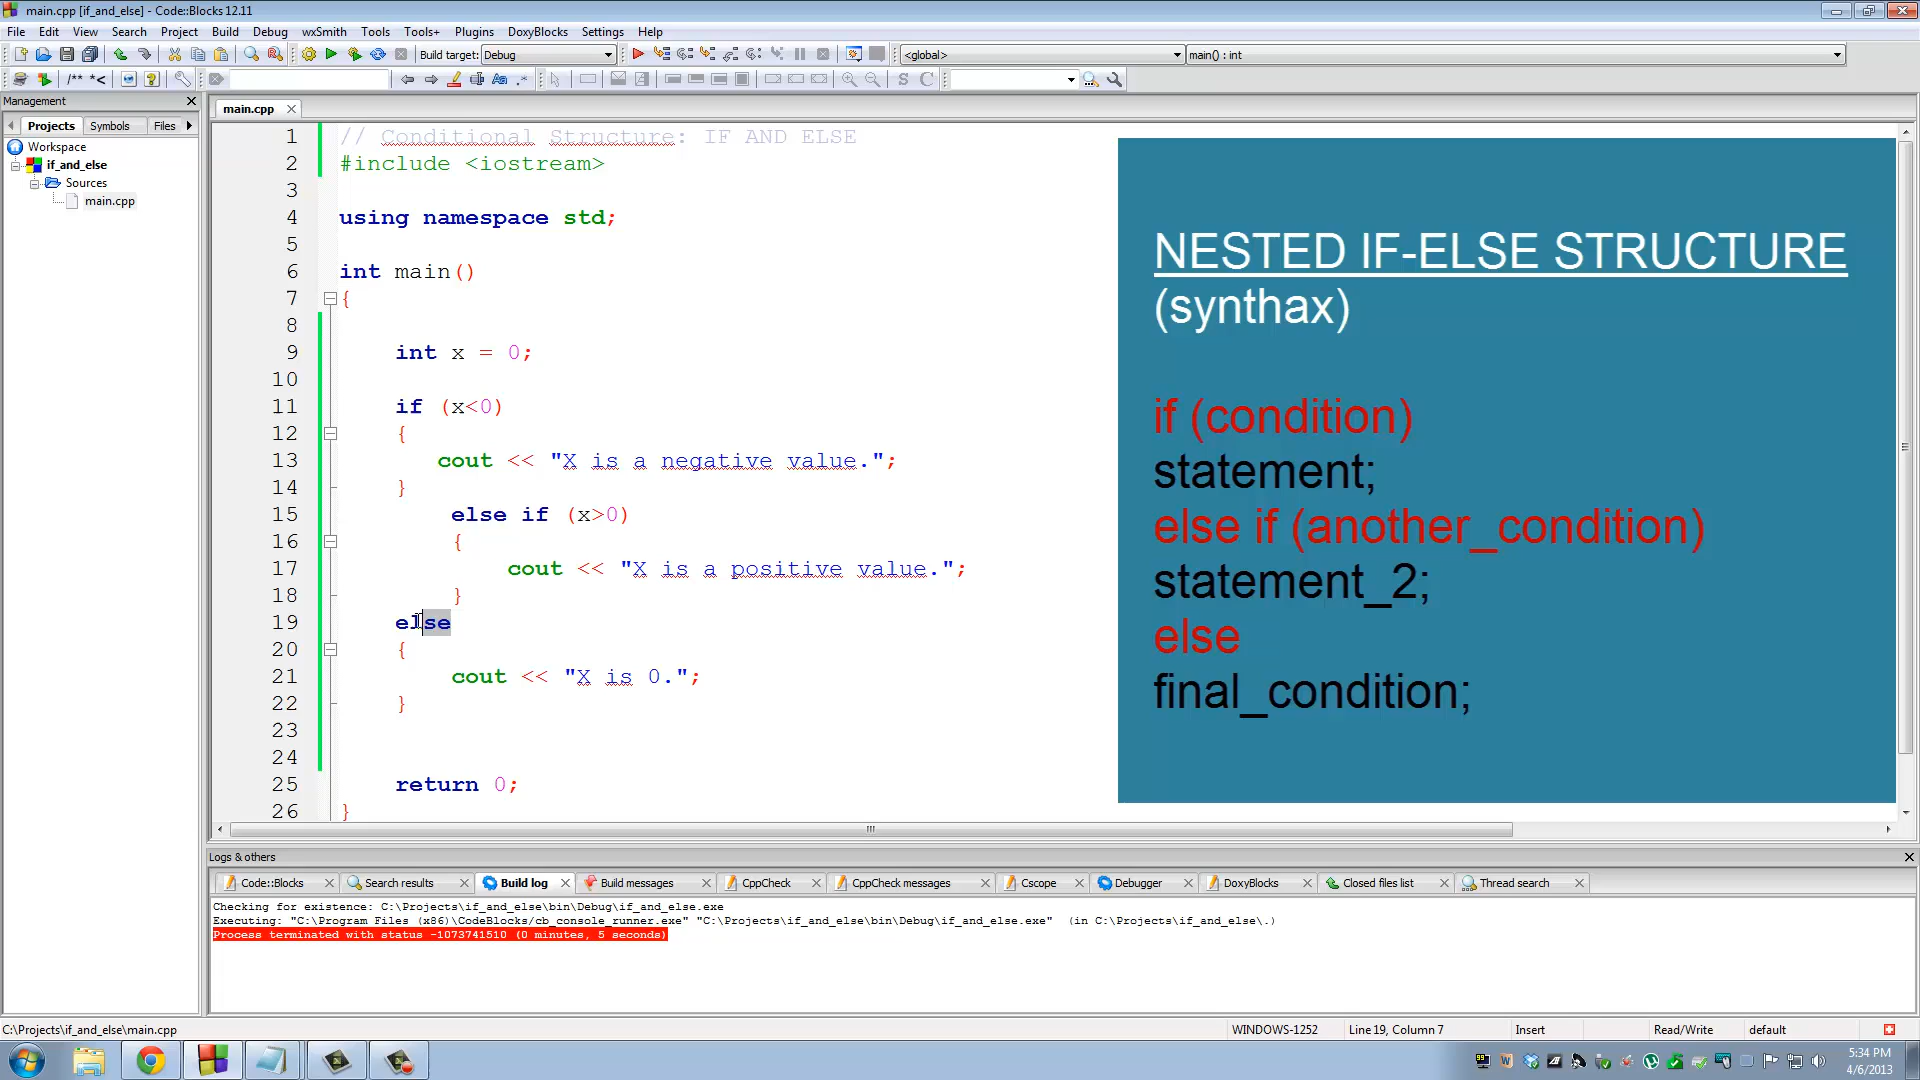 main.cpp [if_and_else] - Code::Blocks 12.11
File Edit View Search Project Build Debug wxSmith Tools Tools+ Plugins DoxyBlocks Settings Help
Build target: Debug <global> main() : int
/** *<
Management
Projects Symbols Files
Workspace
if_and_else
Sources
main.cpp
main.cpp
1 // Conditional Structure: IF AND ELSE
2 #include <iostream>
3
4 using namespace std;
5
6 int main()
7 {
8
9 int x = 0;
10
11 if (x<0)
12 {
13 cout << "X is a negative value.";
14 }
15 else if (x>0)
16 {
17 cout << "X is a positive value.";
18 }
19 else
20 {
21 cout << "X is 0.";
22 }
23
24
25 return 0;
26 }
NESTED IF-ELSE STRUCTURE
(synthax)
if (condition)
statement;
else if (another_condition)
statement_2;
else
final_condition;
Logs & others
Code::Blocks Search results Build log Build messages CppCheck CppCheck messages Cscope Debugger DoxyBlocks Closed files list Thread search
Checking for existence: C:\Projects\if_and_else\bin\Debug\if_and_else.exe
Executing: "C:\Program Files (x86)\CodeBlocks/cb_console_runner.exe" "C:\Projects\if_and_else\bin\Debug\if_and_else.exe" (in C:\Projects\if_and_else\.)
Process terminated with status -1073741510 (0 minutes, 5 seconds)
C:\Projects\if_and_else\main.cpp WINDOWS-1252 Line 19, Column 7 Insert Read/Write default
5:34 PM
4/6/2013